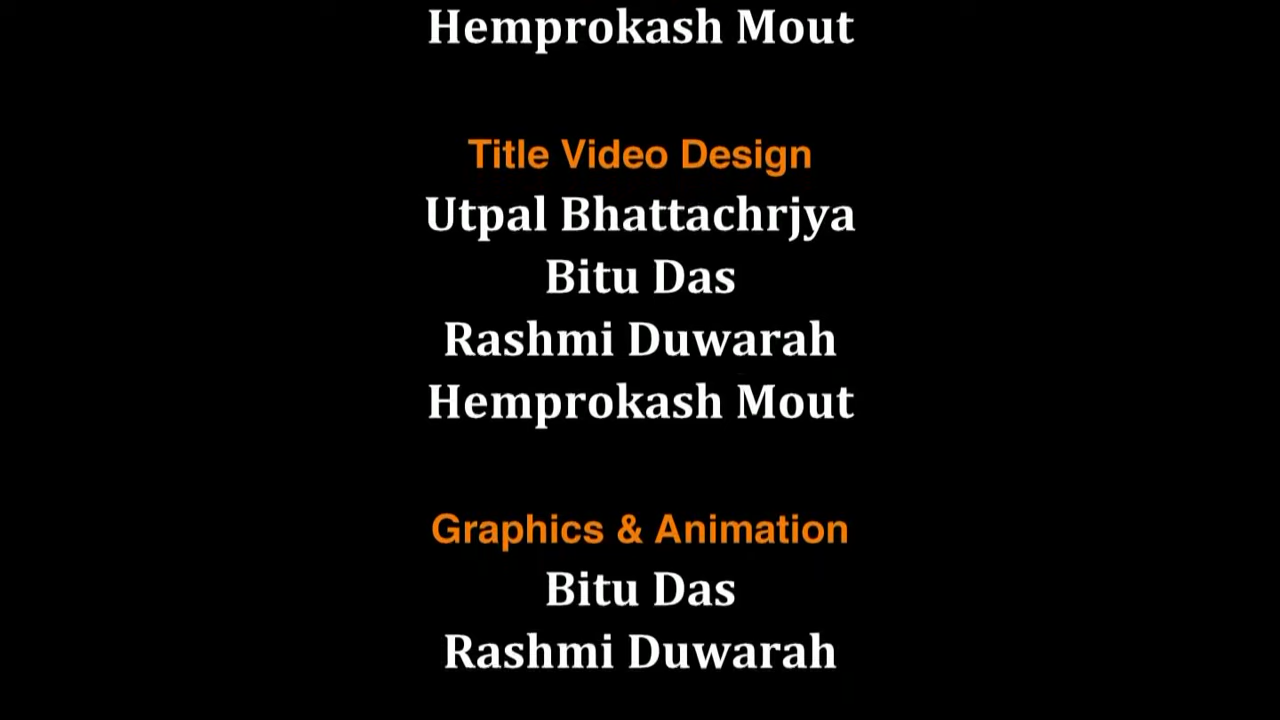 Hemprokash Mout
Title Video Design
Utpal Bhattachrjya
Bitu Das
Rashmi Duwarah
Hemprokash Mout
Graphics & Animation
Bitu Das
Rashmi Duwarah